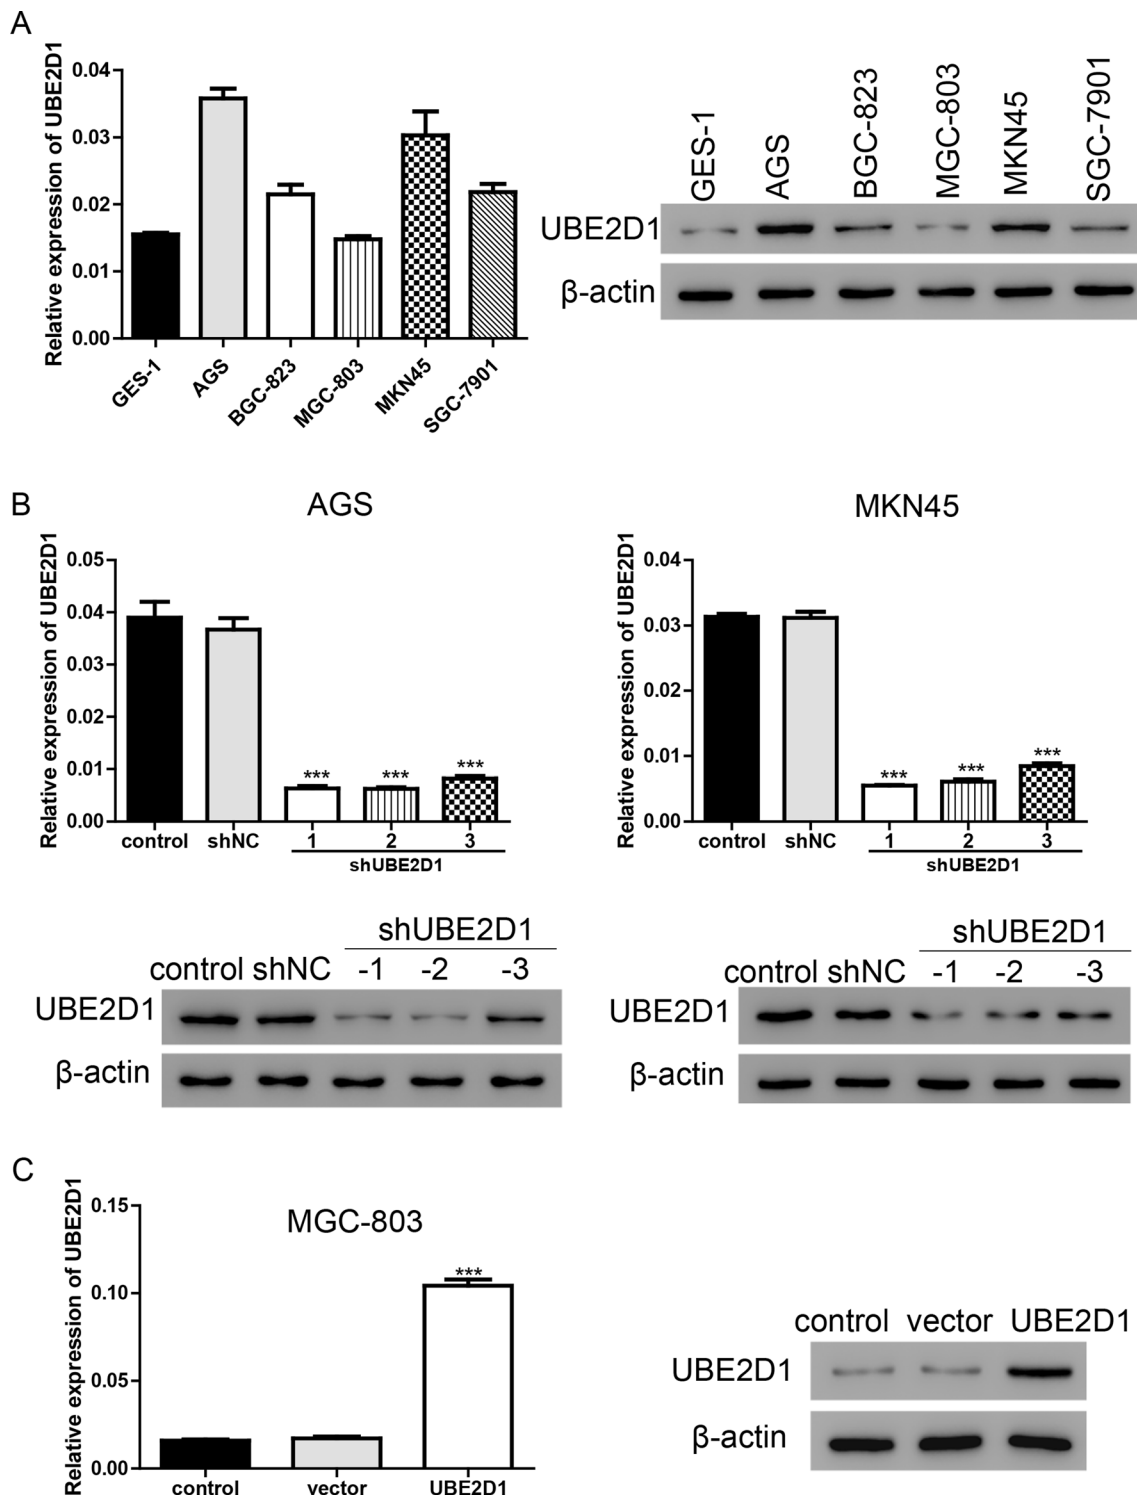 A
Relative expression of UBE2D1
0.04
0.03
0.02
0.01
0.00
GES-1
AGS
BGC-823
MGC-803
MKN45
SGC-7901
GES-1
AGS
BGC-823
MGC-803
MKN45
SGC-7901
UBE2D1
β-actin
B
AGS
Relative expression of UBE2D1
0.05
0.04
0.03
0.02
0.01
0.00
***
***
***
control shNC 1 2 3
shUBE2D1
MKN45
Relative expression of UBE2D1
0.04
0.03
0.02
0.01
0.00
***
***
***
control shNC 1 2 3
shUBE2D1
shUBE2D1
control shNC -1 -2 -3
UBE2D1
β-actin
shUBE2D1
control shNC -1 -2 -3
UBE2D1
β-actin
C
MGC-803
Relative expression of UBE2D1
0.15
0.10
0.05
0.00
***
control vector UBE2D1
control vector UBE2D1
UBE2D1
β-actin